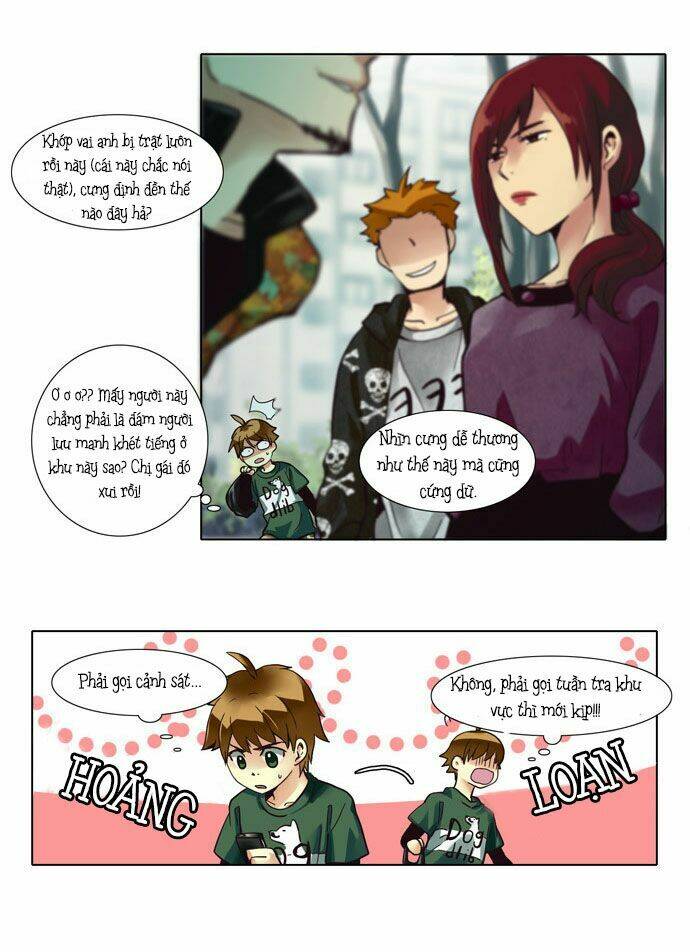 Khớp vai anh bị trật luôn
rồi này (cái này chắc nói
thật), cưng định đền thế
nào đây hả?
Ơ ơ ơ?? Mấy người này
chẳng phải là đám người
lưu manh khét tiếng ở
khu này sao? Chị gái đó
xui rồi!
Nhìn cưng dễ thương
như thế này mà cũng
cứng dữ.
ㅋㅋㅋ
Dog
Phải gọi cảnh sát...
Không, phải gọi tuần tra khu
vực thì mới kịp!!!
HOẢNG
LOẠN
Dog